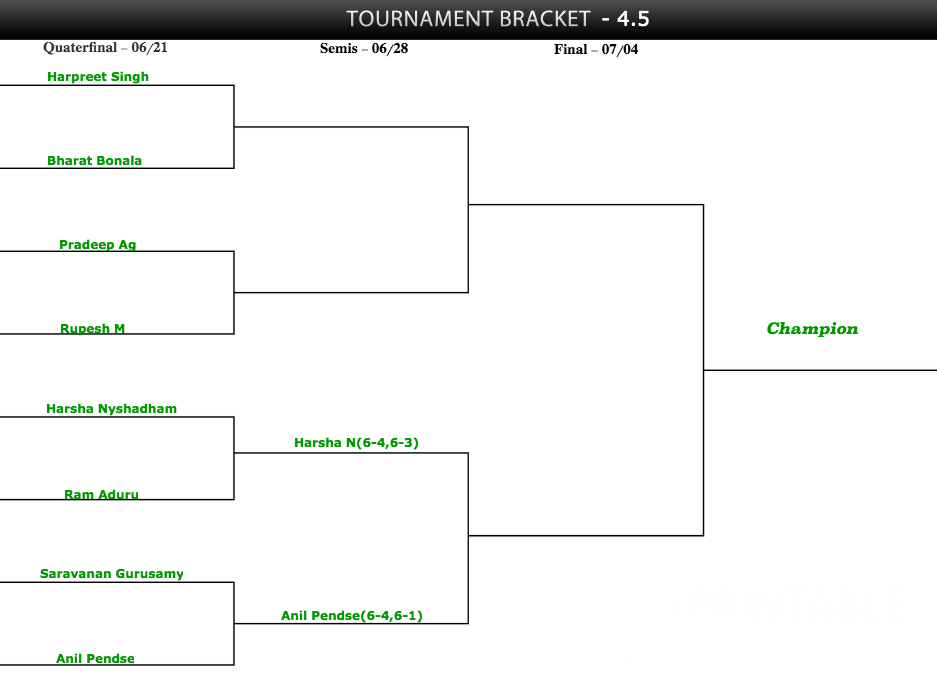 TOURNAMENT BRACKET - 4.5
Quaterfinal – 06/21
Semis – 06/28
Final – 07/04
Harpreet Singh
Bharat Bonala
Pradeep Ag
Rupesh M
Champion
Harsha Nyshadham
Harsha N(6-4,6-3)
Ram Aduru
Saravanan Gurusamy
Anil Pendse(6-4,6-1)
Anil Pendse